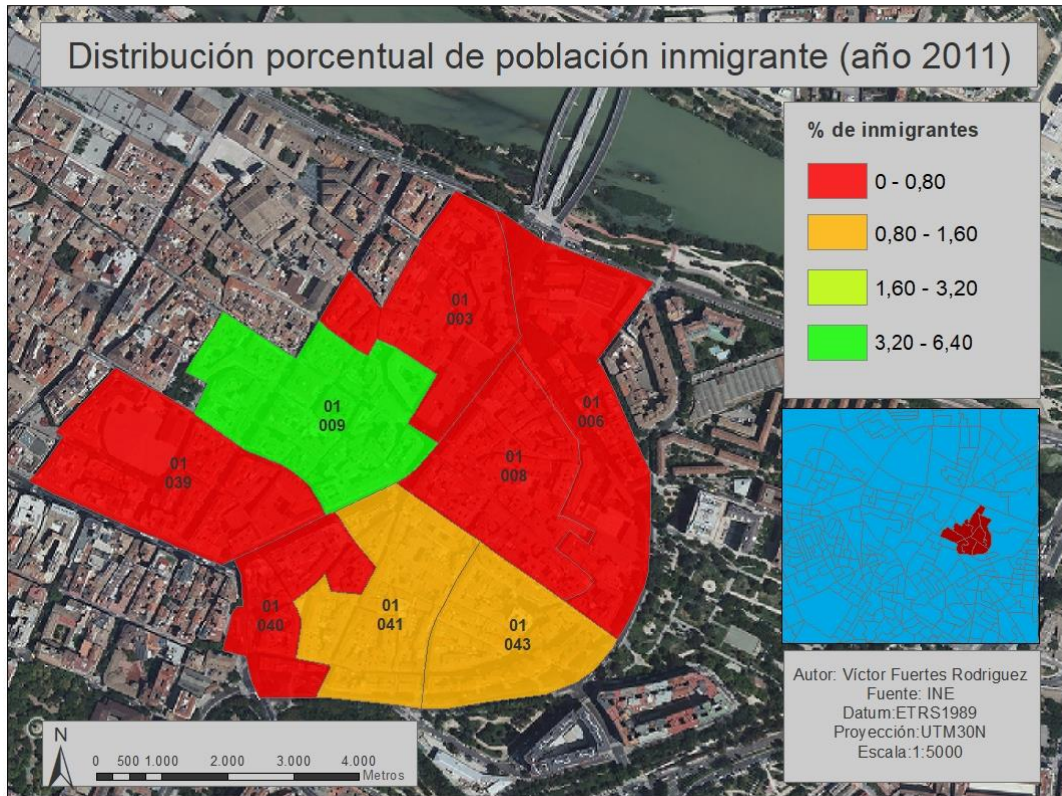 Distribución porcentual de población inmigrante (año 2011)
% de inmigrantes
0 - 0,80
0,80 - 1,60
1,60 - 3,20
3,20 - 6,40
01
003
01
006
01
009
01
008
01
039
01
040
01
041
01
043
Autor: Víctor Fuertes Rodriguez
Fuente: INE
Datum:ETRS1989
Proyección:UTM30N
Escala:1:5000
N
0 500 1.000 2.000 3.000 4.000
Metros